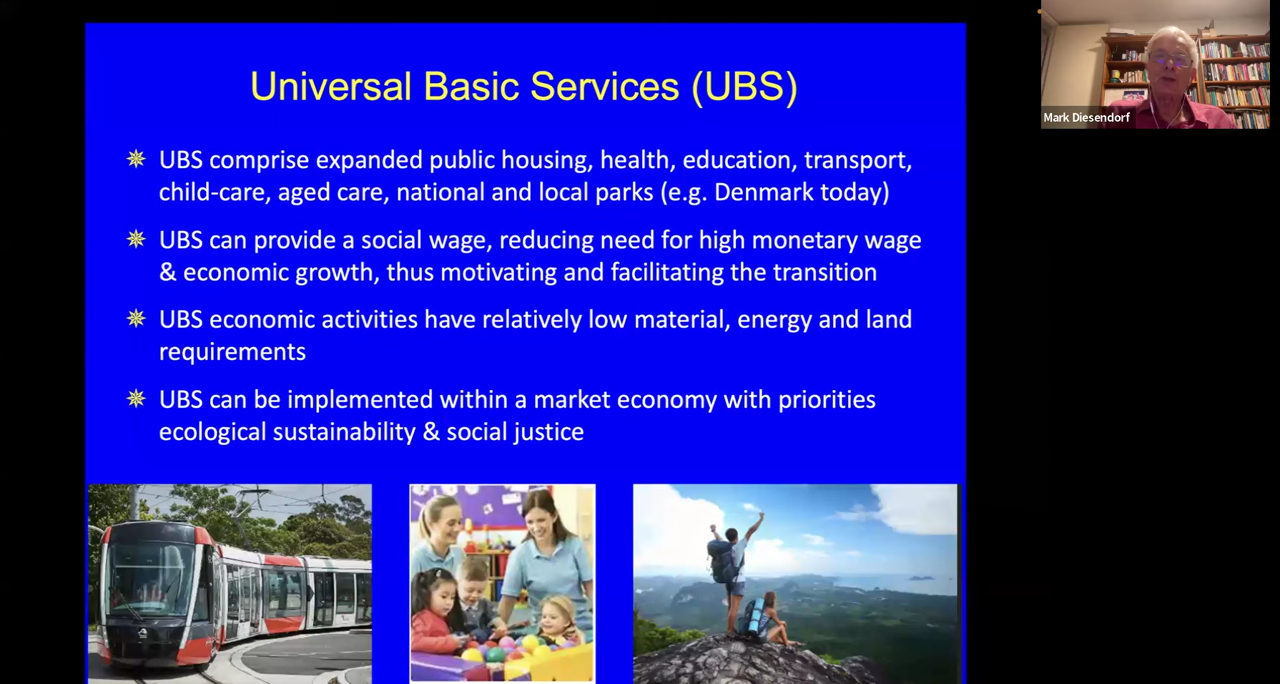 Universal Basic Services (UBS)
UBS comprise expanded public housing, health, education, transport,
child-care, aged care, national and local parks (e.g. Denmark today)
UBS can provide a social wage, reducing need for high monetary wage
& economic growth, thus motivating and facilitating the transition
UBS economic activities have relatively low material, energy and land
requirements
UBS can be implemented within a market economy with priorities
ecological sustainability & social justice
Mark Diesendorf